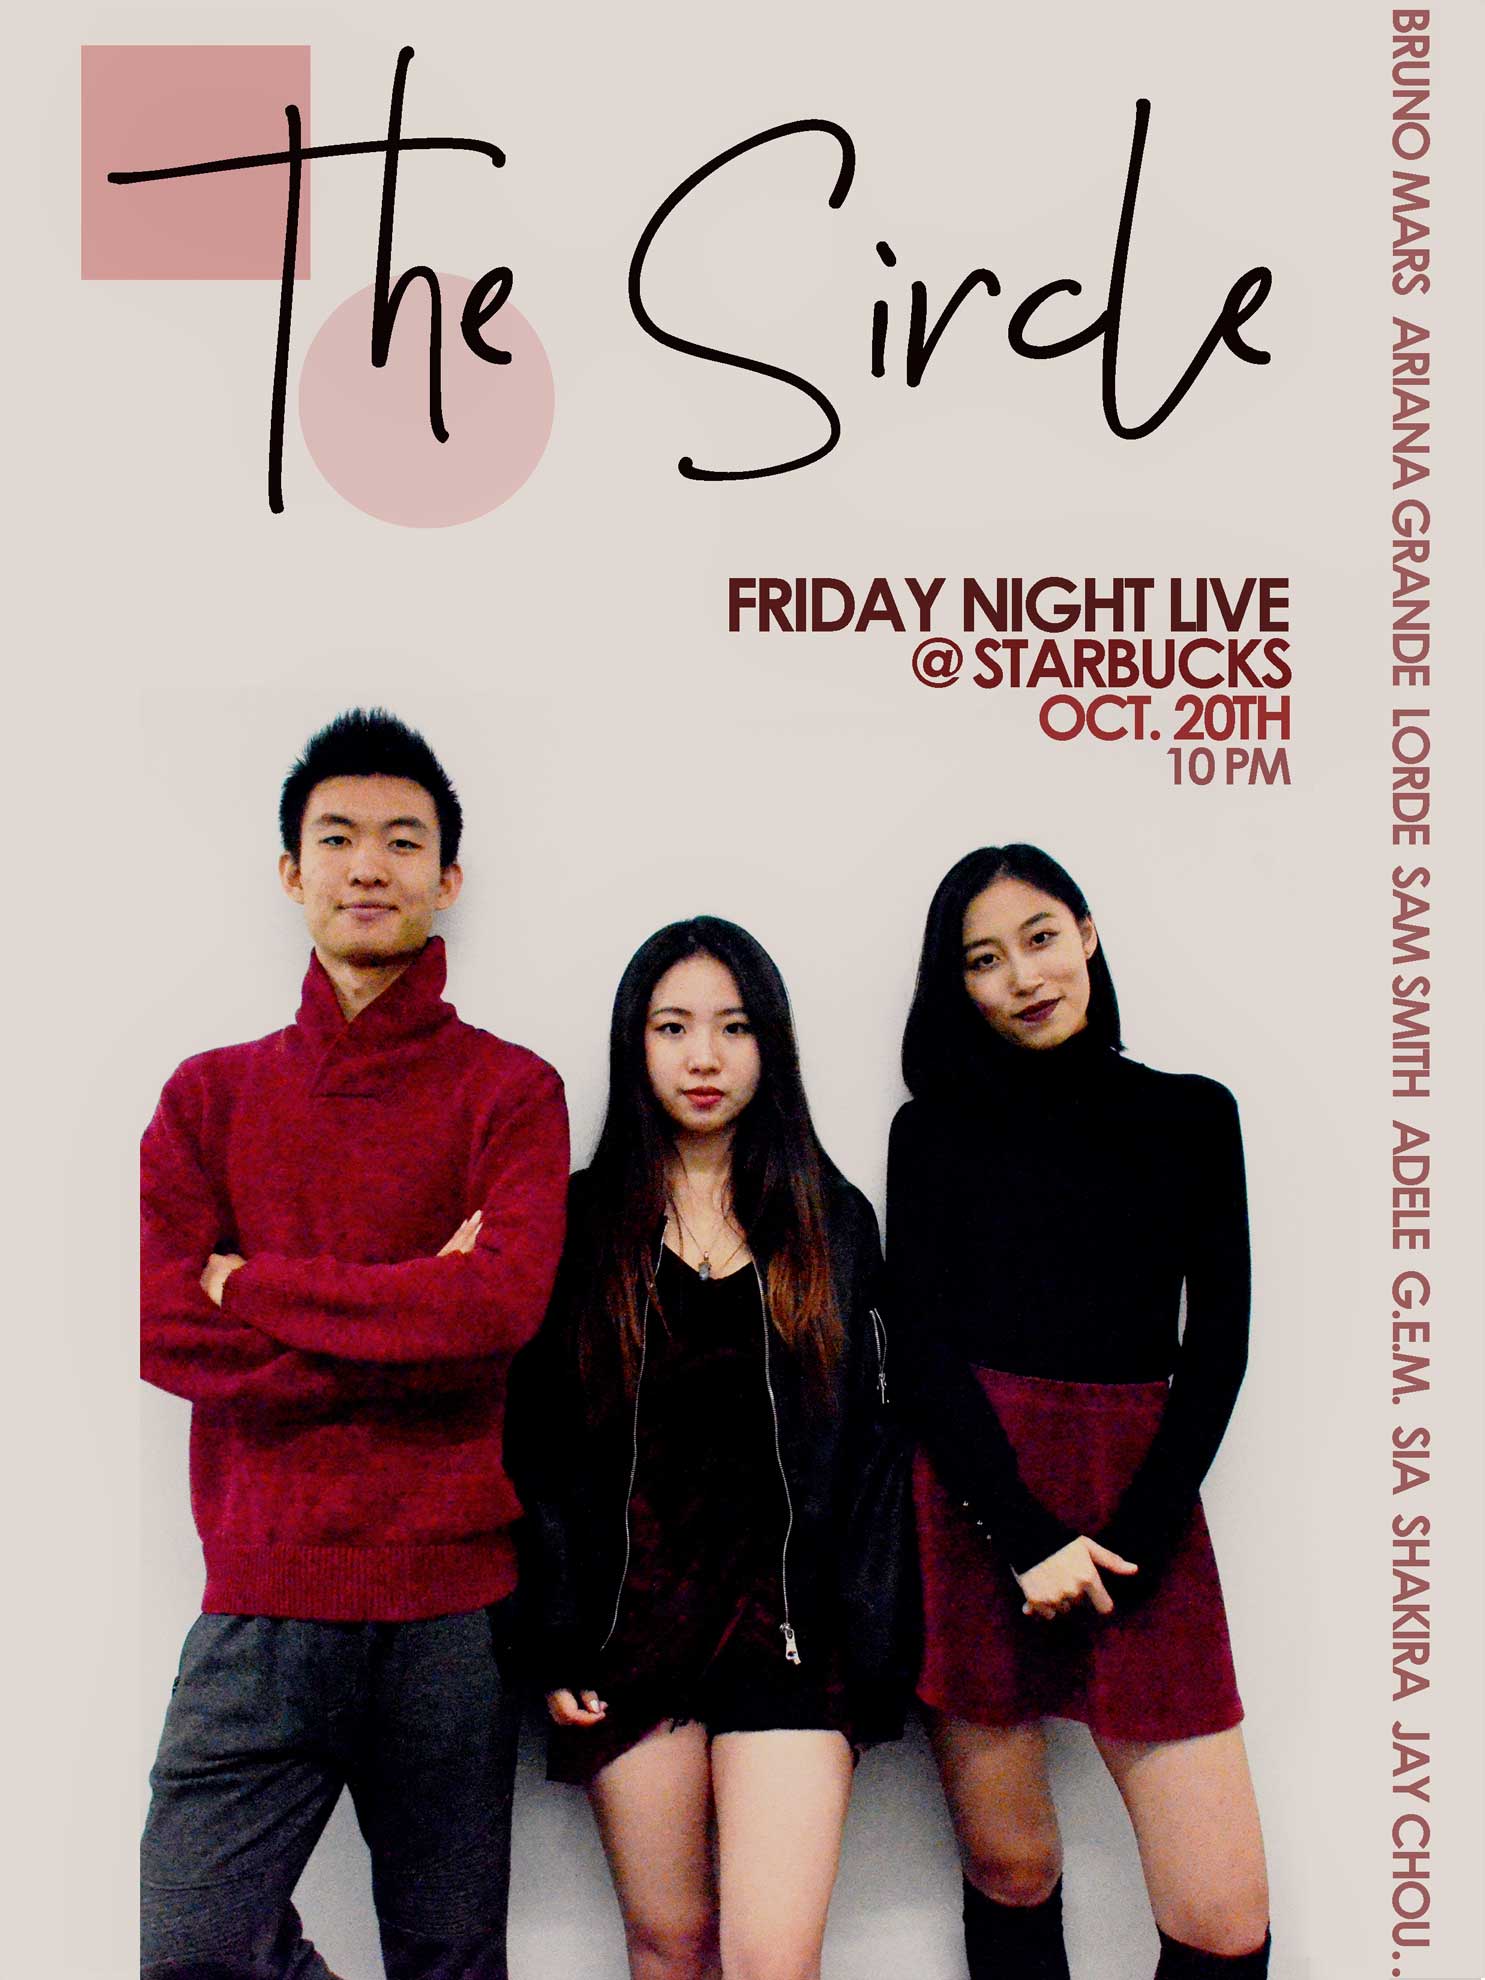 The Sircle
FRIDAY NIGHT LIVE
@ STARBUCKS
OCT. 20TH
10 PM
BRUNO MARS ARIANA GRANDE LORDE SAM SMITH ADELE G.E.M. SIA SHAKIRA JAY CHOU...